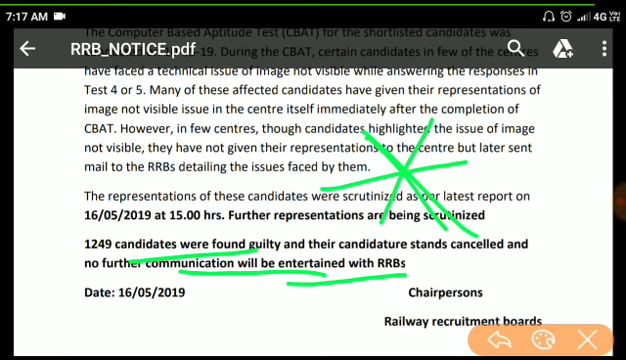 7:17 AM
4G
VoLTE
RRB_NOTICE.pdf
The Computer Based Aptitude Test (CBAT) for the shortlisted candidates was
-19. During the CBAT, certain candidates in few of the centres
have faced a technical issue of image not visible while answering the responses in
Test 4 or 5. Many of these affected candidates have given their representations of
image not visible issue in the centre itself immediately after the completion of
CBAT. However, in few centres, though candidates highlighted the issue of image
not visible, they have not given their representations to the centre but later sent
mail to the RRBs detailing the issues faced by them.
The representations of these candidates were scrutinized as per latest report on
16/05/2019 at 15.00 hrs. Further representations are being scrutinized
1249 candidates were found guilty and their candidature stands cancelled and
no further communication will be entertained with RRBs
Date: 16/05/2019 Chairpersons
Railway recruitment boards